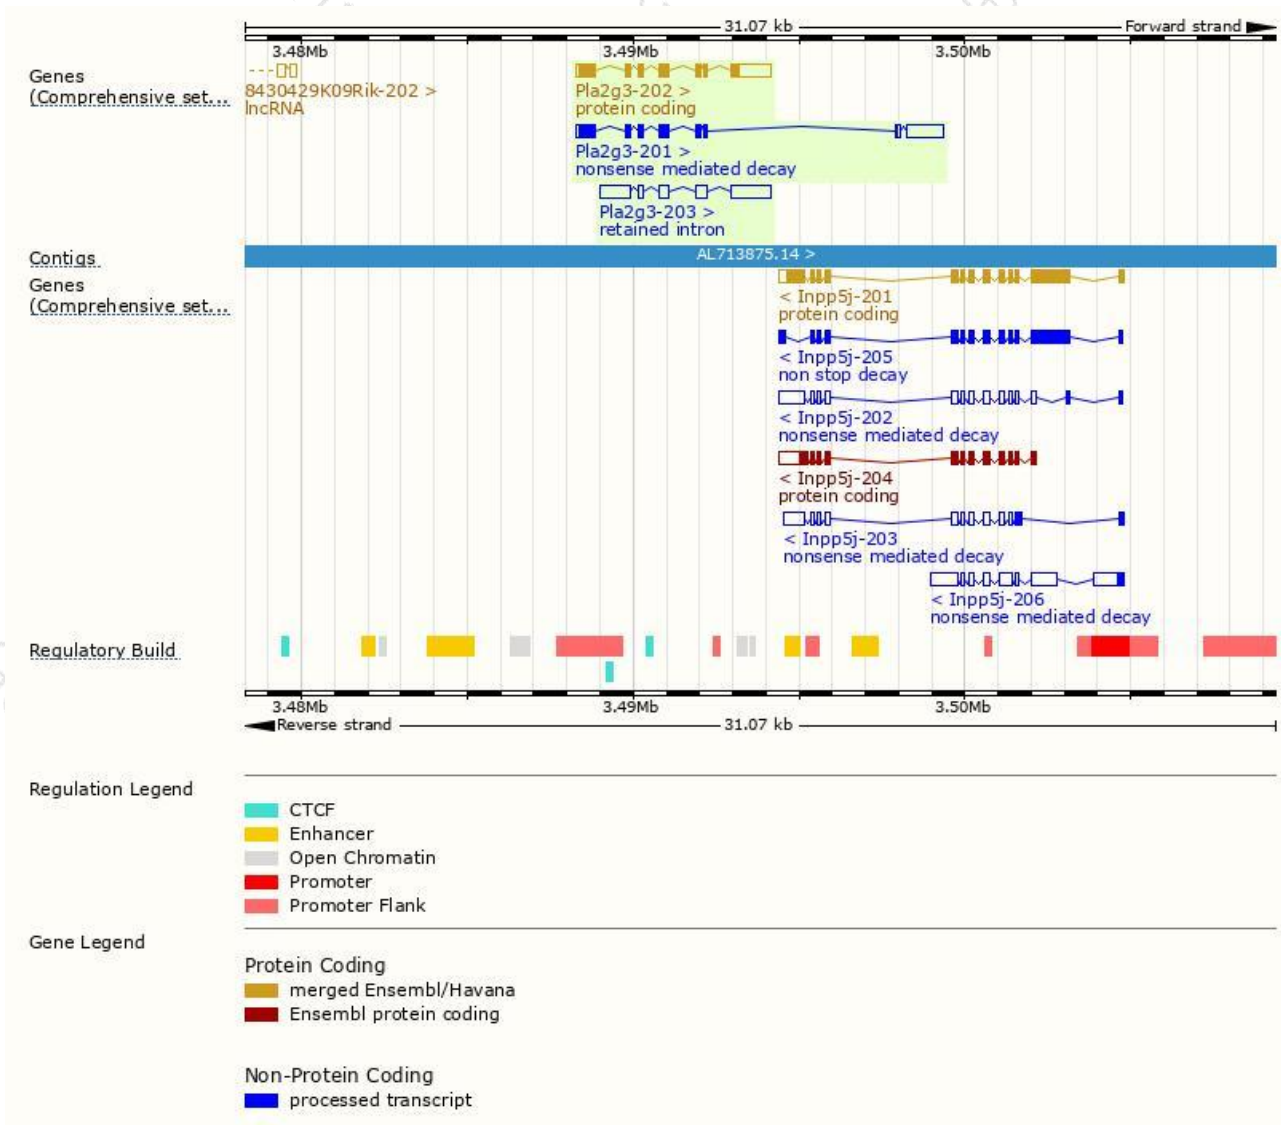 31.07 kb
Forward strand
3.48Mb 3.49Mb 3.50Mb
Genes
(Comprehensive set...
8430429K09Rik-202 >
lncRNA
Pla2g3-202 >
protein coding
Pla2g3-201 >
nonsense mediated decay
Pla2g3-203 >
retained intron
Contigs
AL713875.14 >
Genes
(Comprehensive set...
< Inpp5j-201
protein coding
< Inpp5j-205
non stop decay
< Inpp5j-202
nonsense mediated decay
< Inpp5j-204
protein coding
< Inpp5j-203
nonsense mediated decay
< Inpp5j-206
nonsense mediated decay
Regulatory Build
3.48Mb 3.49Mb 3.50Mb
Reverse strand
31.07 kb
Regulation Legend
CTCF
Enhancer
Open Chromatin
Promoter
Promoter Flank
Gene Legend
Protein Coding
merged Ensembl/Havana
Ensembl protein coding
Non-Protein Coding
processed transcript